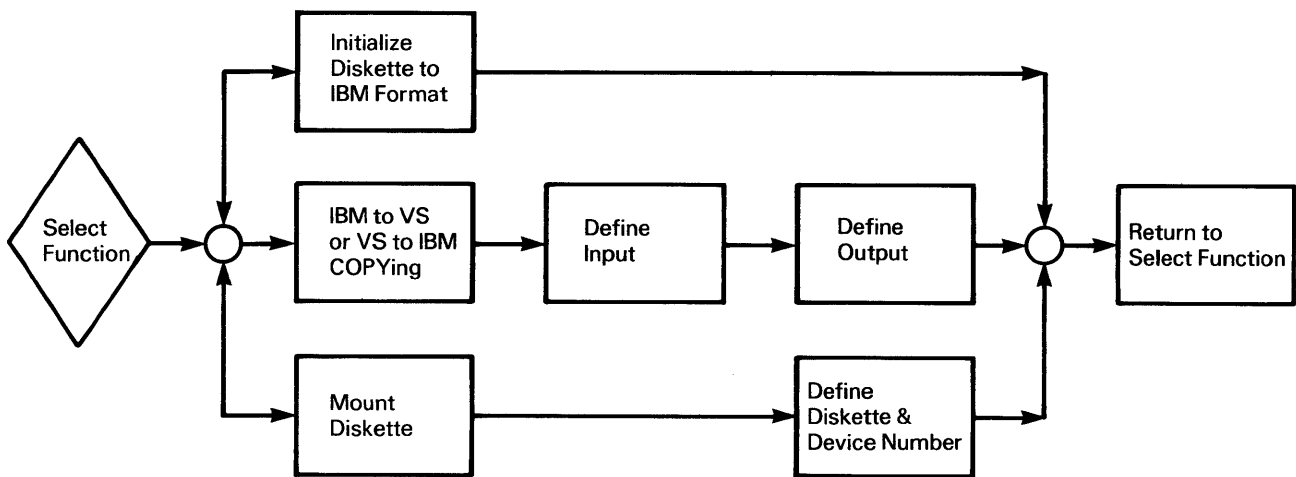 Initialize
Diskette to
IBM Format
Select
Function
IBM to VS
or VS to IBM
COPYing
Define
Input
Define
Output
Return to
Select Function
Mount
Diskette
Define
Diskette &
Device Number